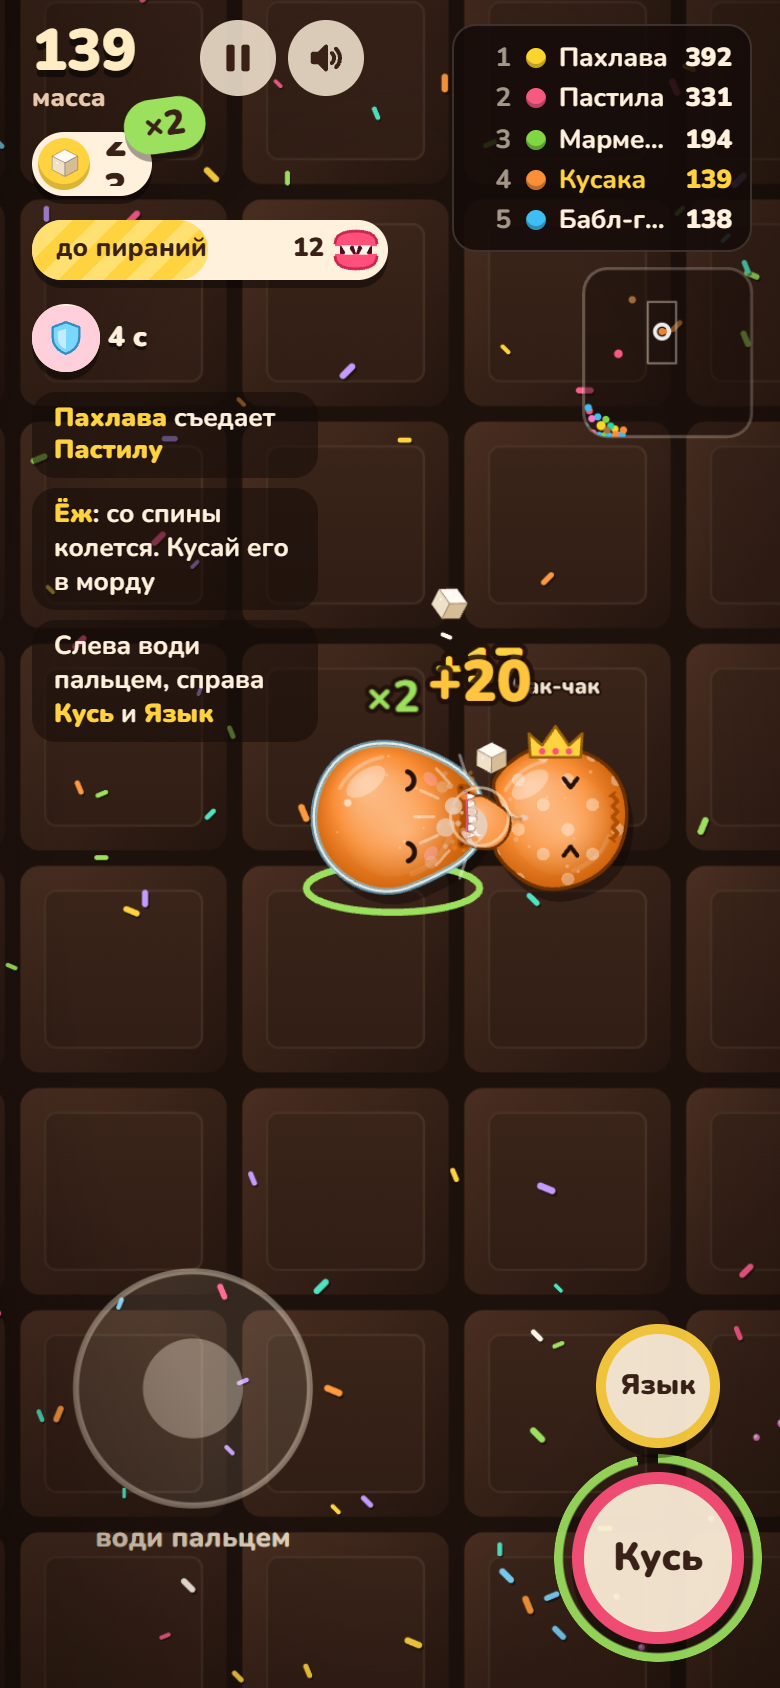 139
масса
×2
1 Пахлава 392
2 Пастила 331
3 Марме... 194
4 Кусака 139
5 Бабл-г... 138
до пираний 12
4 с
Пахлава съедает
Пастилу
Ёж: со спины
колется. Кусай его
в морду
Слева води
пальцем, справа
Кусь и Язык
×2
+20
ак-чак
Язык
Кусь
води пальцем